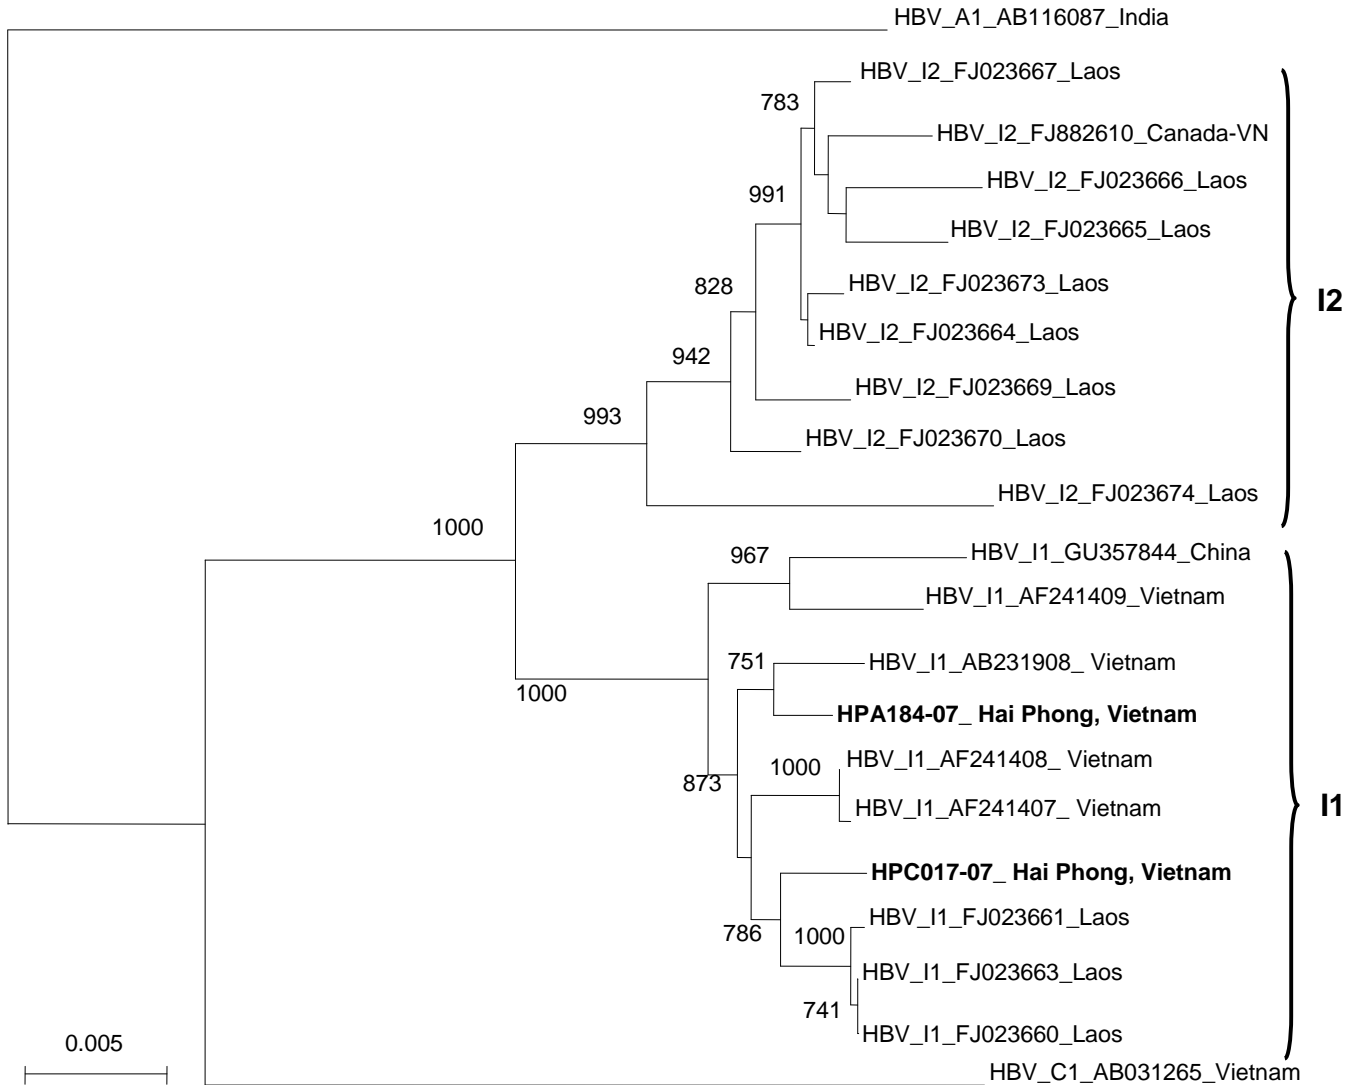 HBV_A1_AB116087_India
HBV_I2_FJ023667_Laos
783
HBV_I2_FJ882610_Canada-VN
HBV_I2_FJ023666_Laos
991
HBV_I2_FJ023665_Laos
HBV_I2_FJ023673_Laos
828
I2
HBV_I2_FJ023664_Laos
942
HBV_I2_FJ023669_Laos
993
HBV_I2_FJ023670_Laos
HBV_I2_FJ023674_Laos
1000
967
HBV_I1_GU357844_China
HBV_I1_AF241409_Vietnam
751
HBV_I1_AB231908_ Vietnam
1000
HPA184-07_ Hai Phong, Vietnam
HBV_I1_AF241408_ Vietnam
1000
873
HBV_I1_AF241407_ Vietnam
I1
HPC017-07_ Hai Phong, Vietnam
HBV_I1_FJ023661_Laos
786
1000
HBV_I1_FJ023663_Laos
741
HBV_I1_FJ023660_Laos
0.005
HBV_C1_AB031265_Vietnam